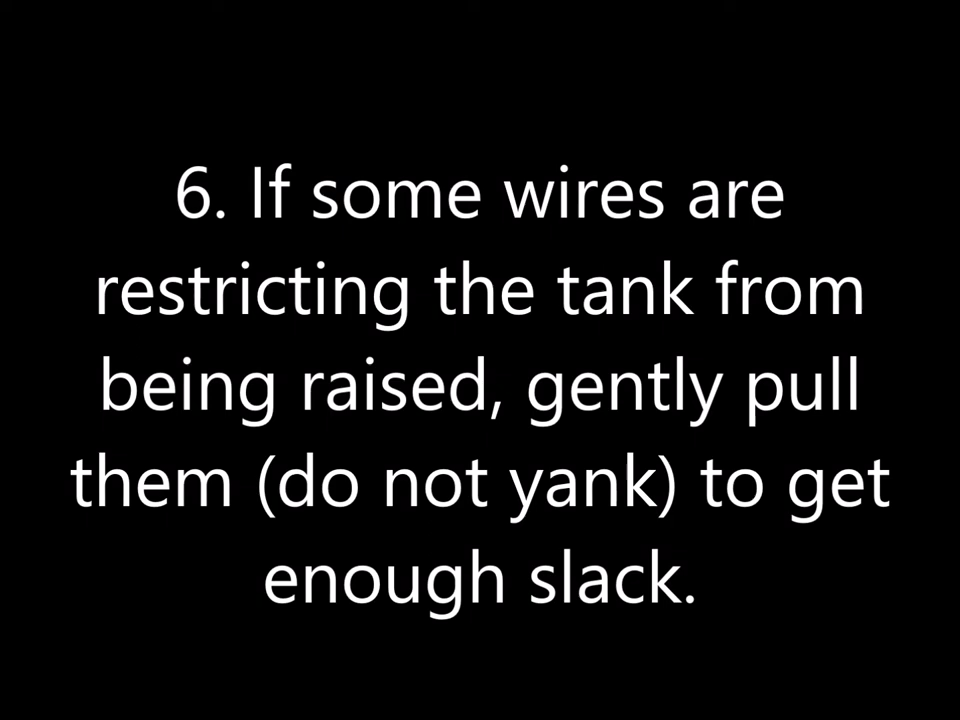 6. If some wires are
restricting the tank from
being raised, gently pull
them (do not yank) to get
enough slack.